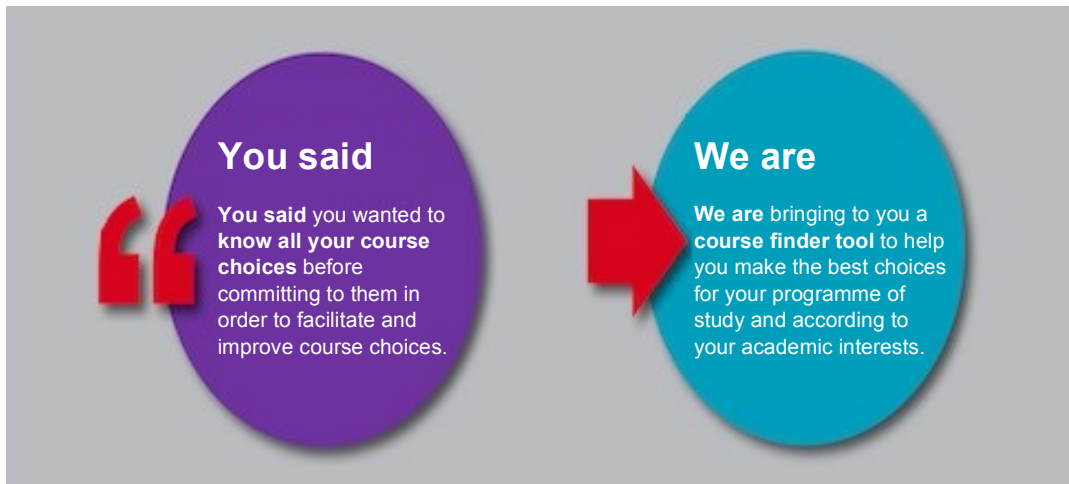 You said
You said you wanted to
know all your course
choices before
committing to them in
order to facilitate and
improve course choices.
We are
We are bringing to you a
course finder tool to help
you make the best choices
for your programme of
study and according to
your academic interests.